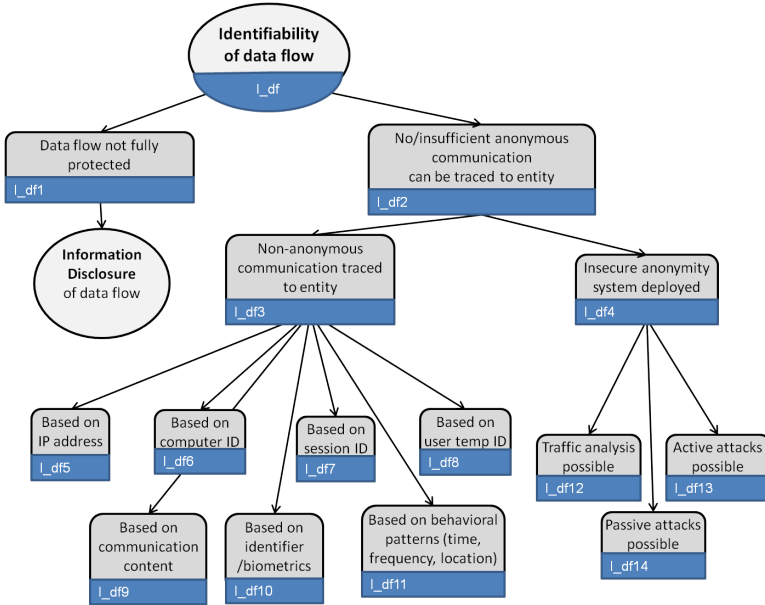 Identifiability
of data flow
I_df
Data flow not fully
protected
I_df1
No/insufficient anonymous
communication
can be traced to entity
I_df2
Information
Disclosure
of data flow
Non-anonymous
communication traced
to entity
I_df3
Insecure anonymity
system deployed
I_df4
Based on
IP address
I_df5
Based on
computer ID
I_df6
Based on
session ID
I_df7
Based on
user temp ID
I_df8
Traffic analysis
possible
I_df12
Active attacks
possible
I_df13
Based on
communication
content
I_df9
Based on
identifier
/biometrics
I_df10
Based on behavioral
patterns (time,
frequency, location)
I_df11
Passive attacks
possible
I_df14